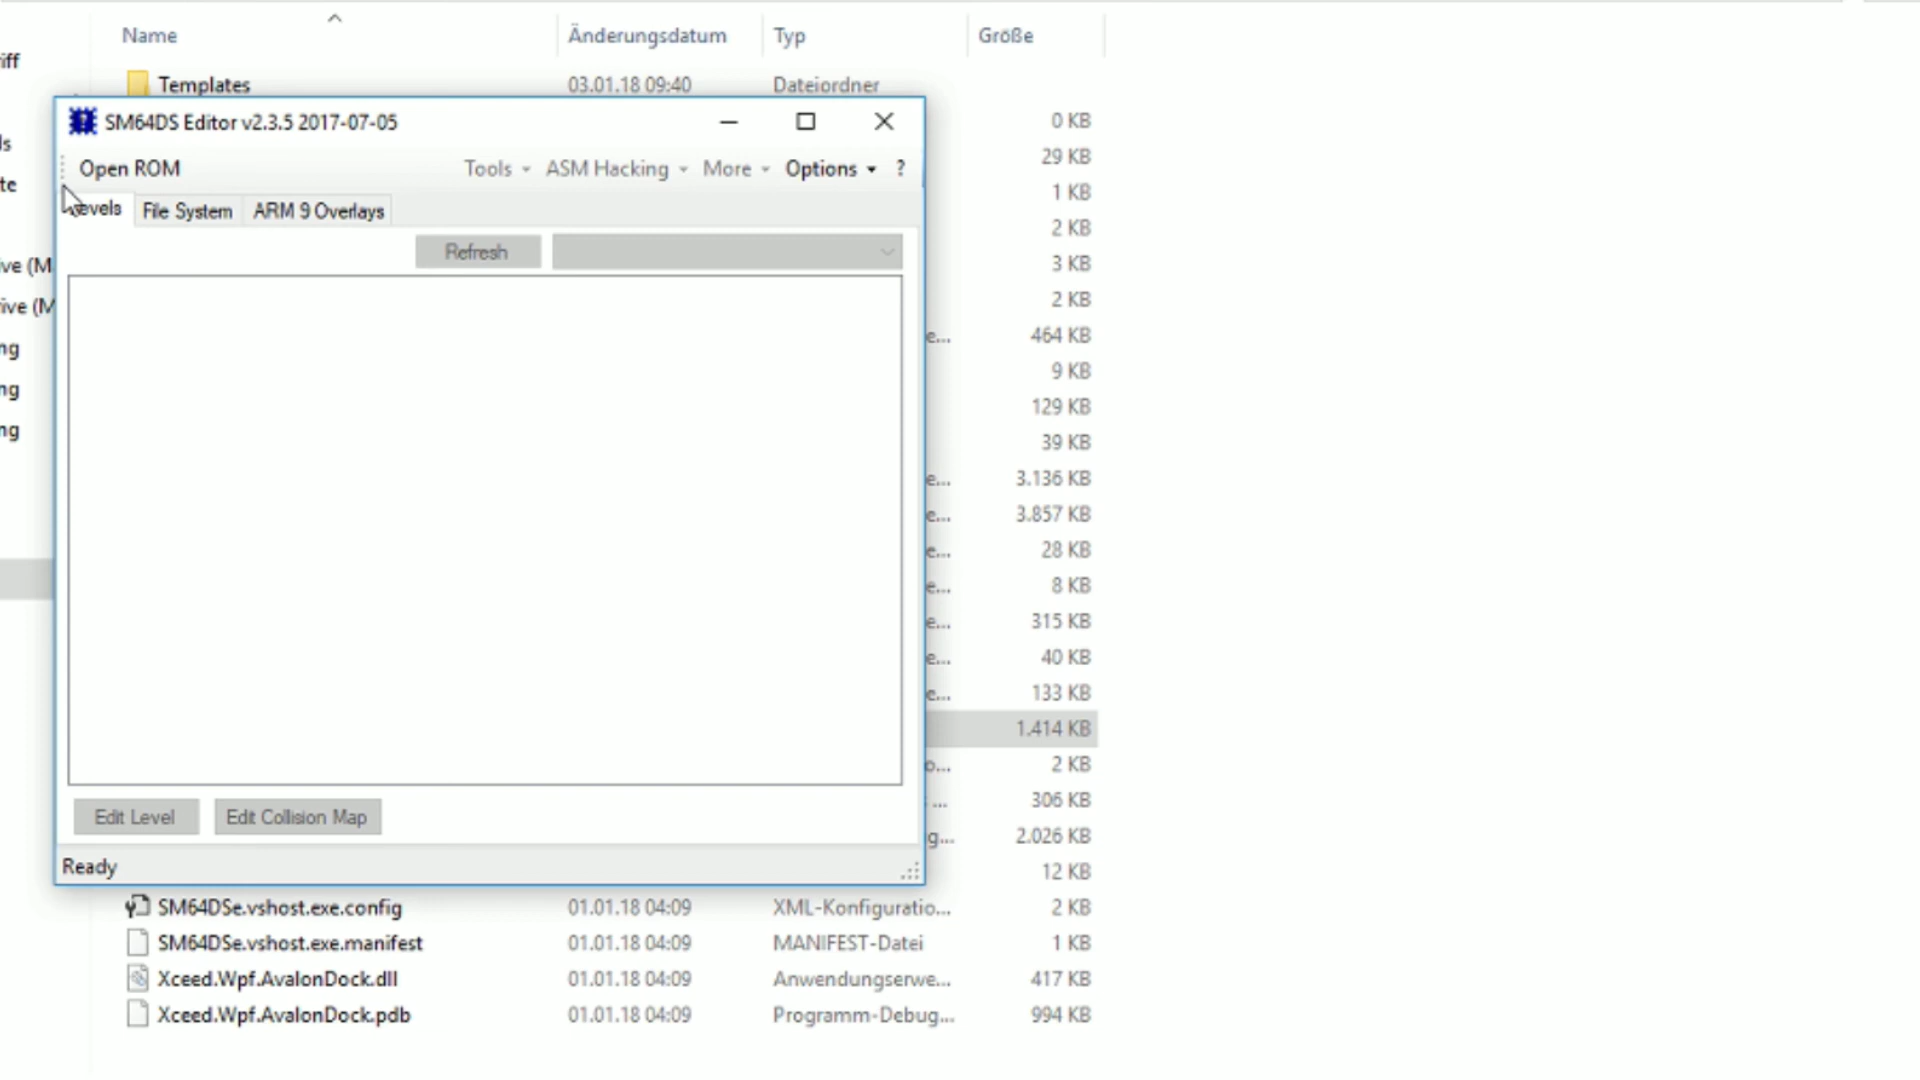 Name Änderungsdatum Typ Größe
Templates 03.01.18 09:40 Dateiordner
SM64DS Editor v2.3.5 2017-07-05
Open ROM Tools ASM Hacking More Options ?
File System ARM 9 Overlays
Refresh
Edit Level Edit Collision Map
Ready
0 KB
29 KB
1 KB
2 KB
3 KB
2 KB
e... 464 KB
9 KB
129 KB
39 KB
e... 3.136 KB
e... 3.857 KB
e... 28 KB
e... 8 KB
e... 315 KB
e... 40 KB
e... 133 KB
1.414 KB
o... 2 KB
... 306 KB
g... 2.026 KB
12 KB
SM64DSe.vshost.exe.config 01.01.18 04:09 XML-Konfiguratio... 2 KB
SM64DSe.vshost.exe.manifest 01.01.18 04:09 MANIFEST-Datei 1 KB
Xceed.Wpf.AvalonDock.dll 01.01.18 04:09 Anwendungserwe... 417 KB
Xceed.Wpf.AvalonDock.pdb 01.01.18 04:09 Programm-Debug... 994 KB